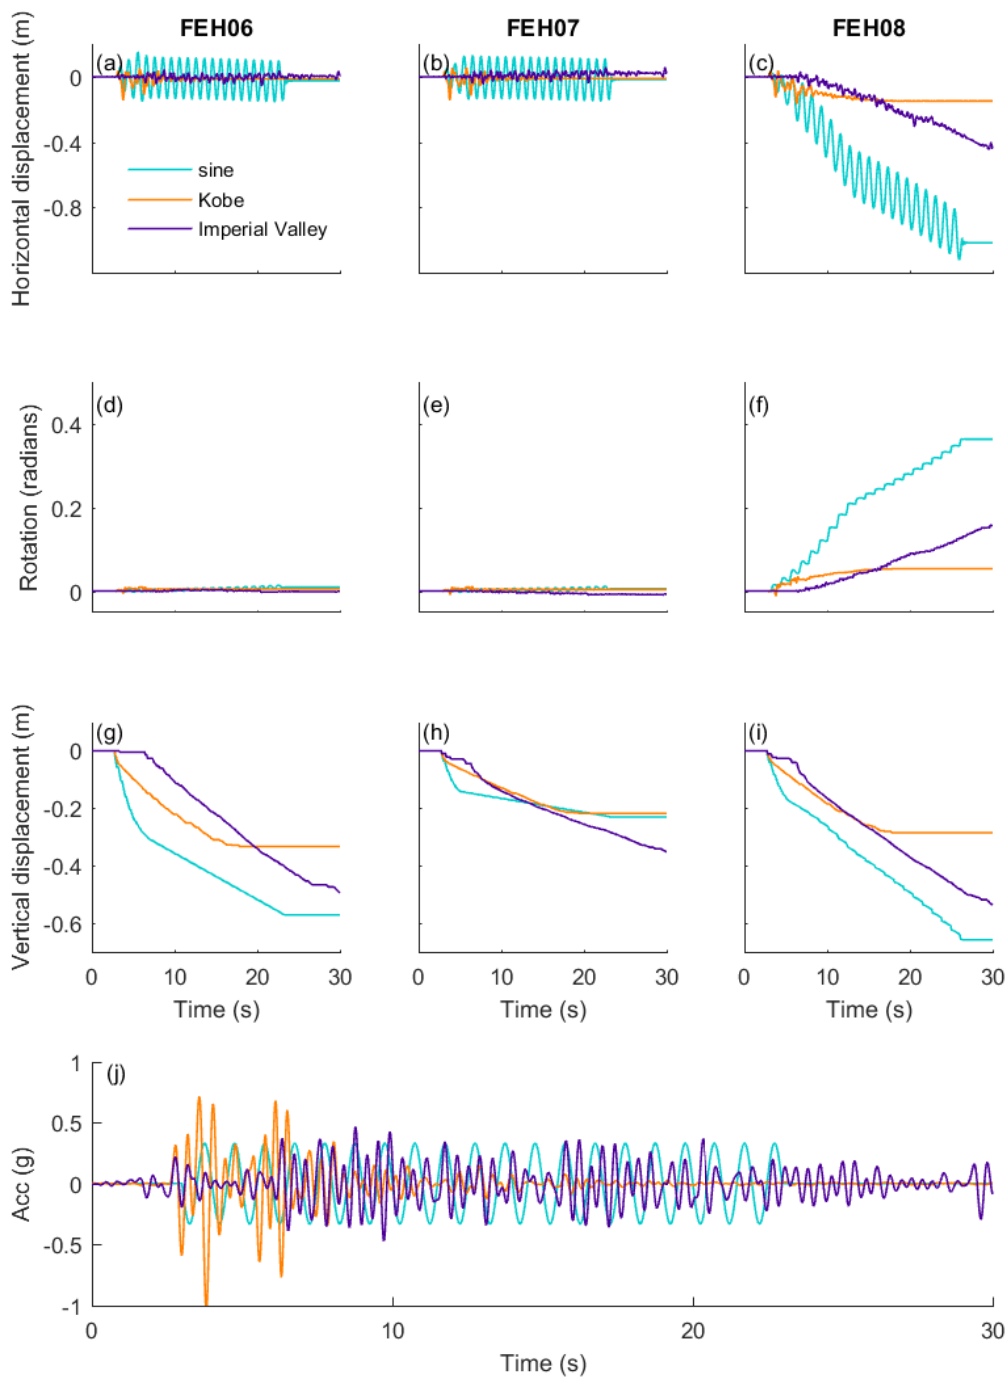 FEH06 FEH07 FEH08
Horizontal displacement (m)
(a) (b) (c)
0
-0.4
-0.8
sine
Kobe
Imperial Valley
Rotation (radians)
(d) (e) (f)
0.4
0.2
0
Vertical displacement (m)
(g) (h) (i)
0
-0.2
-0.4
-0.6
0 10 20 30 0 10 20 30 0 10 20 30
Time (s) Time (s) Time (s)
Acc (g)
(j)
1
0.5
0
-0.5
-1
0 10 20 30
Time (s)